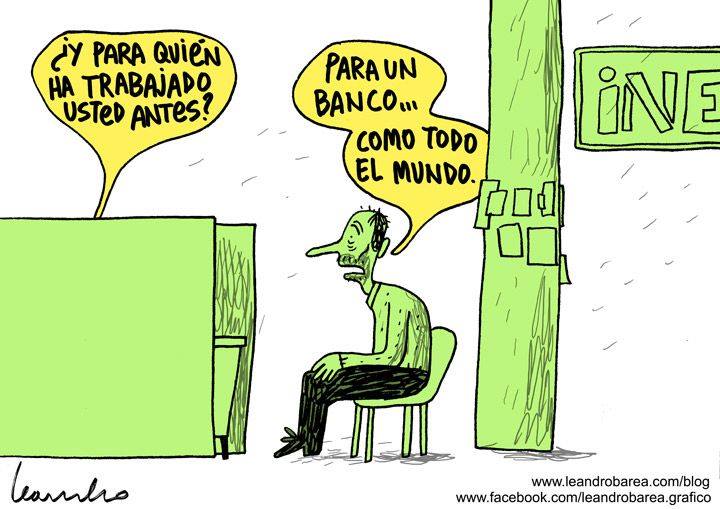 ¿Y PARA QUIÉN
HA TRABAJADO
USTED ANTES?
PARA UN
BANCO...
COMO TODO
EL MUNDO.
iNE
leandro
www.leandrobarea.com/blog
www.facebook.com/leandrobarea.grafico